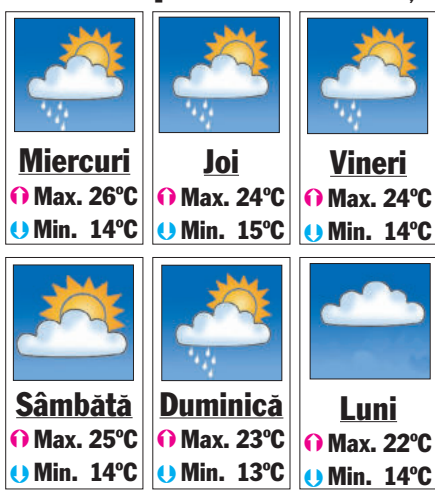 Miercuri
Max. 26ºC
Min. 14ºC
Joi
Max. 24ºC
Min. 15ºC
Vineri
Max. 24ºC
Min. 14ºC
Sâmbătă
Max. 25ºC
Min. 14ºC
Duminică
Max. 23ºC
Min. 13ºC
Luni
Max. 22ºC
Min. 14ºC